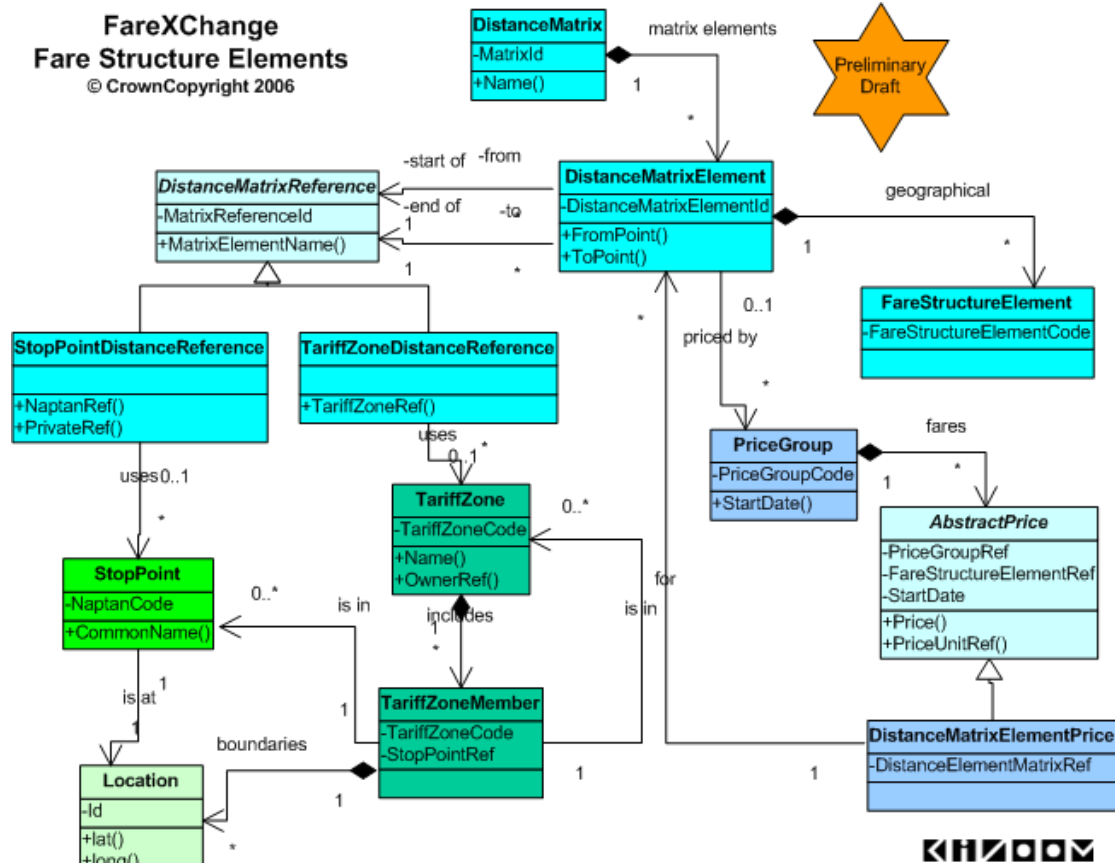 FareXChange
Fare Structure Elements
© CrownCopyright 2006
DistanceMatrix
-MatrixId
+Name()
matrix elements
1
*
Preliminary
Draft
DistanceMatrixReference
-MatrixReferenceId
+MatrixElementName()
-start of
-from
-end of
-to
*
1
1
*
DistanceMatrixElement
-DistanceMatrixElementId
+FromPoint()
+ToPoint()
geographical
1
*
FareStructureElement
-FareStructureElementCode
StopPointDistanceReference
+NaptanRef()
+PrivateRef()
TariffZoneDistanceReference
+TariffZoneRef()
0..1
priced by
*
*
uses
0..1
*
uses
0..1
*
PriceGroup
-PriceGroupCode
+StartDate()
fares
1
*
TariffZone
-TariffZoneCode
+Name()
+OwnerRef()
0..*
AbstractPrice
-PriceGroupRef
-FareStructureElementRef
-StartDate
+Price()
+PriceUnitRef()
StopPoint
-NaptanCode
+CommonName()
0..*
is in
includes
1
*
for
is in
is at
1
1
TariffZoneMember
-TariffZoneCode
-StopPointRef
1
1
boundaries
1
*
DistanceMatrixElementPrice
-DistanceElementMatrixRef
1
Location
-Id
+lat()
+long()
KIZOOM